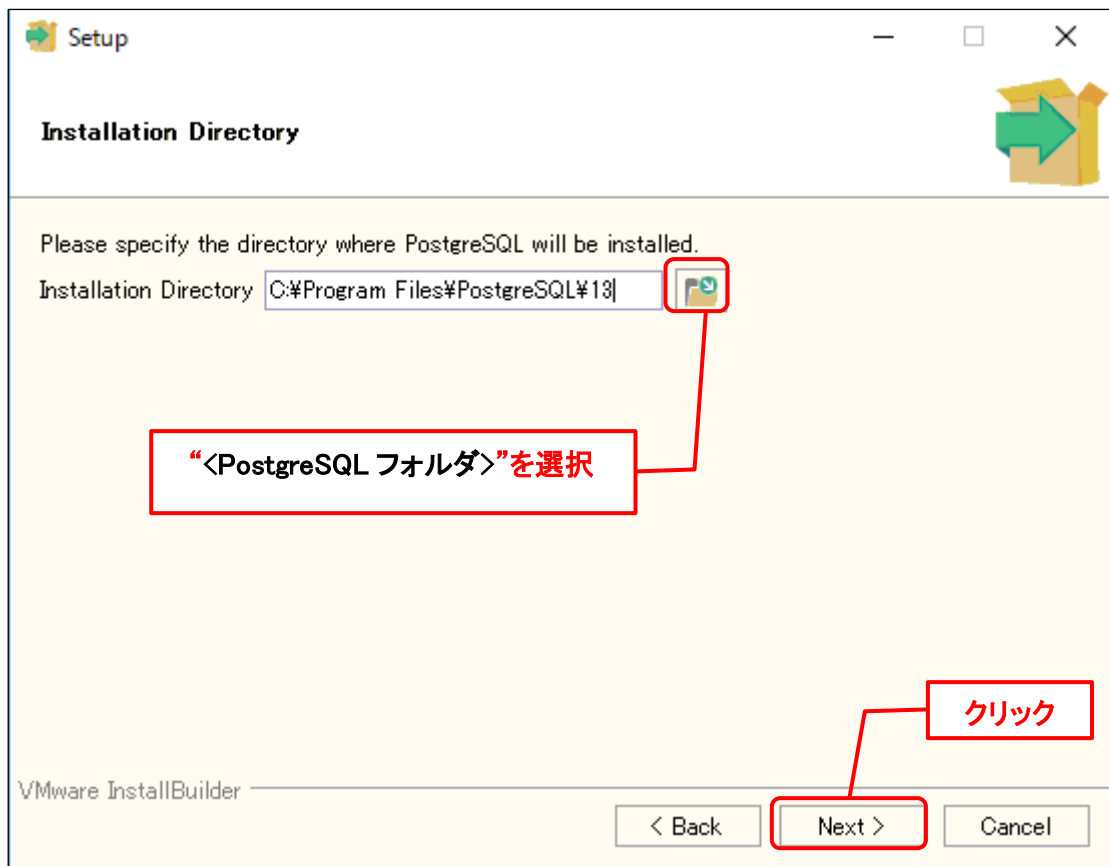 Setup
Installation Directory
Please specify the directory where PostgreSQL will be installed.
Installation Directory C:¥Program Files¥PostgreSQL¥13
“<PostgreSQL フォルダ>”を選択
クリック
VMware InstallBuilder
< Back Next > Cancel